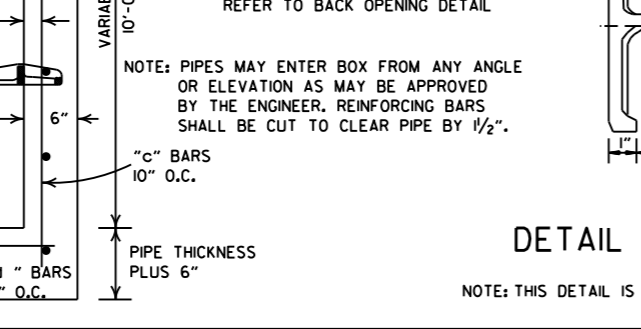 REFER TO BACK OPENING DETAIL
VARIAB
10'-0
NOTE: PIPES MAY ENTER BOX FROM ANY ANGLE
OR ELEVATION AS MAY BE APPROVED
BY THE ENGINEER. REINFORCING BARS
SHALL BE CUT TO CLEAR PIPE BY 1½".
6"
1"
"c" BARS
10" O.C.
DETAIL
PIPE THICKNESS
PLUS 6"
" BARS
" O.C.
NOTE: THIS DETAIL IS